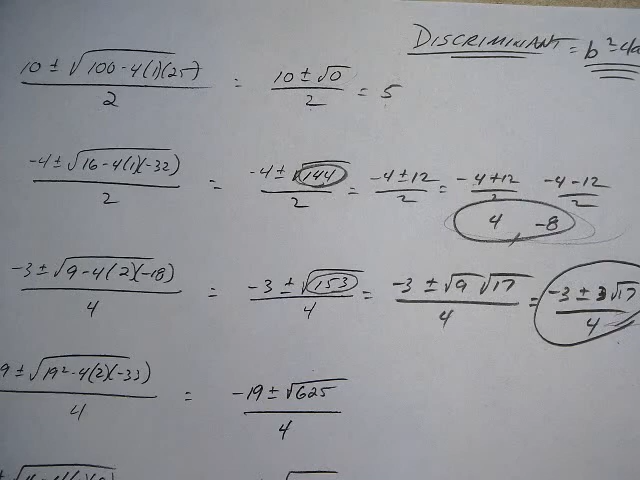 DISCRIMINANT = b²-4a
10 ± √100-4(1)(25) / 2 = 10 ± √0 / 2 = 5
-4 ± √16-4(1)(-32) / 2 = -4 ± √144 / 2 = -4 ± 12 / 2 = -4+12 / 2 -4-12 / 2
4, -8
-3 ± √9-4(2)(-18) / 4 = -3 ± √153 / 4 = -3 ± √9 √17 / 4 = -3 ± 3√17 / 4
9 ± √19²-4(2)(-33) / 4 = -19 ± √625 / 4